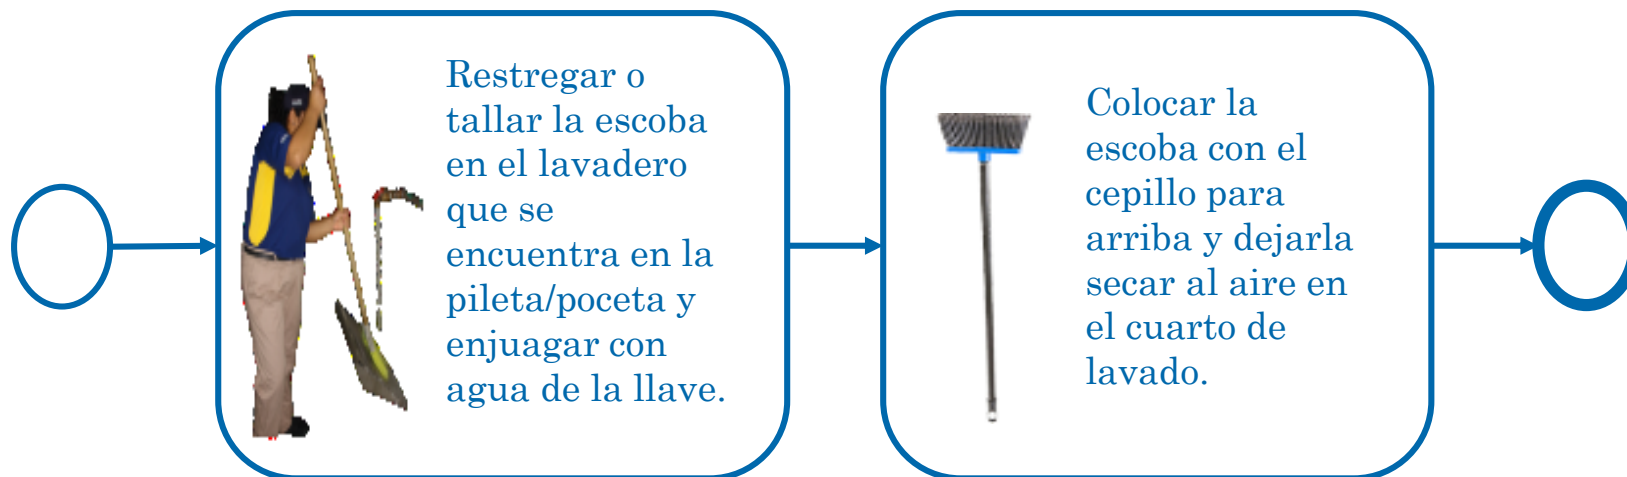 Restregar o
tallar la escoba
en el lavadero
que se
encuentra en la
pileta/poceta y
enjuagar con
agua de la llave.
Colocar la
escoba con el
cepillo para
arriba y dejarla
secar al aire en
el cuarto de
lavado.